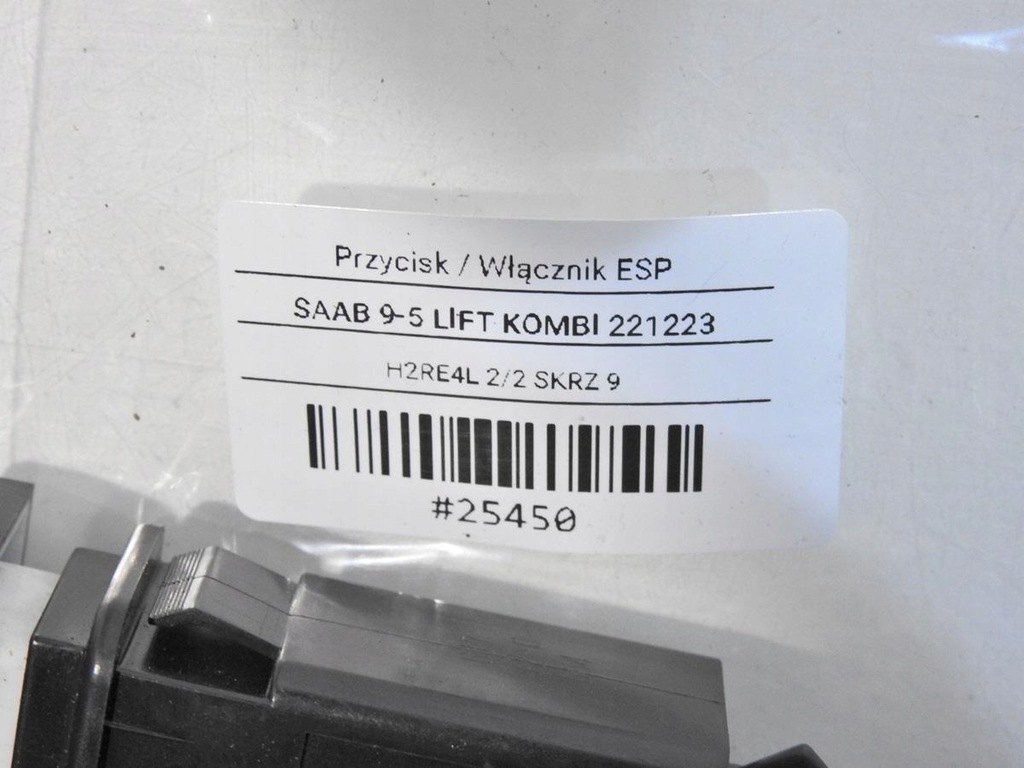 Przycisk / Włącznik ESP
SAAB 9-5 LIFT KOMBI 221223
H2RE4L 2/2 SKRZ 9
#25450